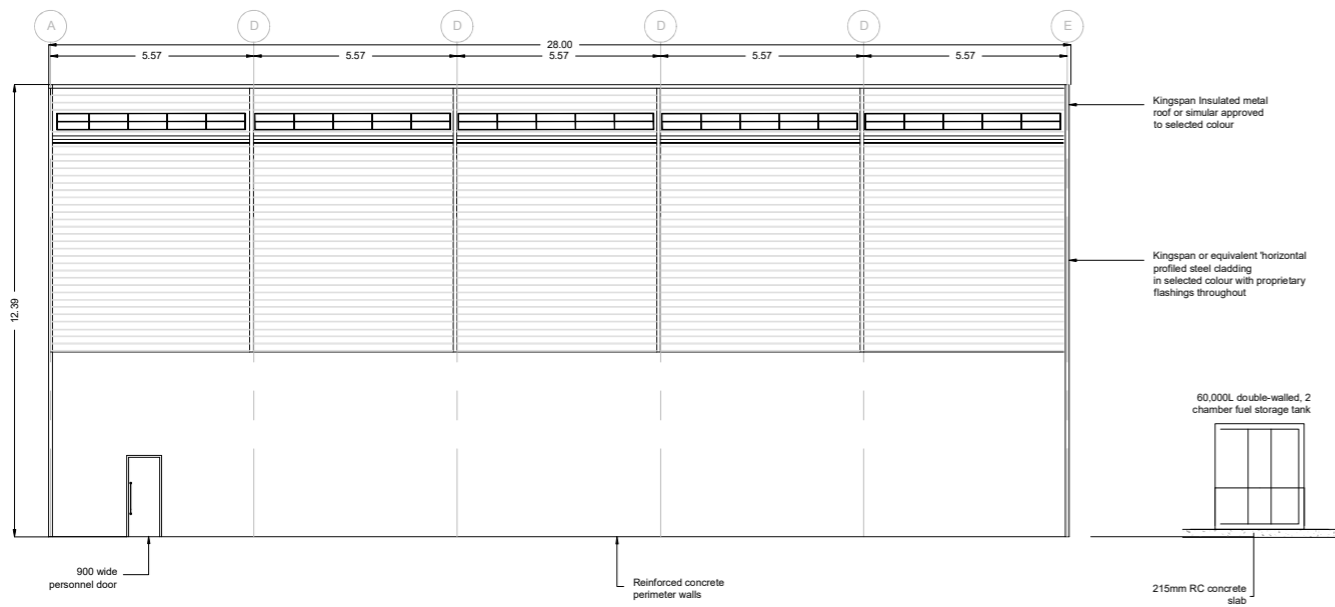 A D D D D E
28.00
5.57 5.57 5.57 5.57 5.57
Kingspan Insulated metal
roof or simular approved
to selected colour
Kingspan or equivalent 'horizontal
profiled steel cladding
in selected colour with proprietary
flashings throughout
12.39
60,000L double-walled, 2
chamber fuel storage tank
900 wide
personnel door
Reinforced concrete
perimeter walls
215mm RC concrete
slab